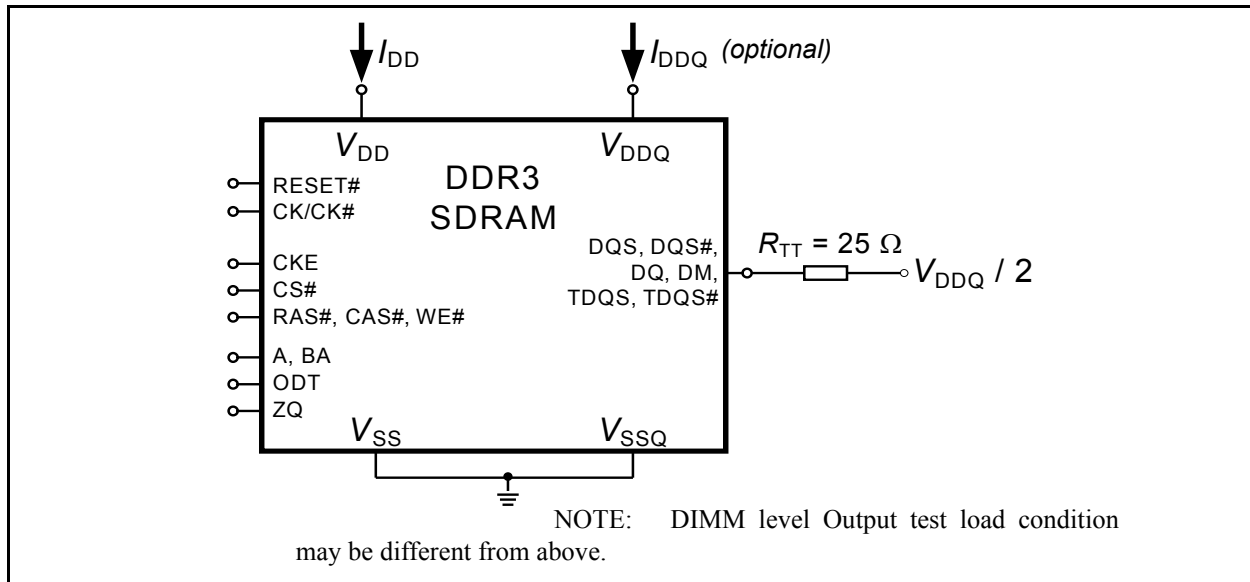 IDD
IDDQ (optional)
VDD
VDDQ
DDR3
SDRAM
RESET#
CK/CK#
CKE
CS#
RAS#, CAS#, WE#
A, BA
ODT
ZQ
DQS, DQS#,
DQ, DM,
TDQS, TDQS#
RTT = 25 Ω
VDDQ / 2
VSS
VSSQ
NOTE: DIMM level Output test load condition
may be different from above.